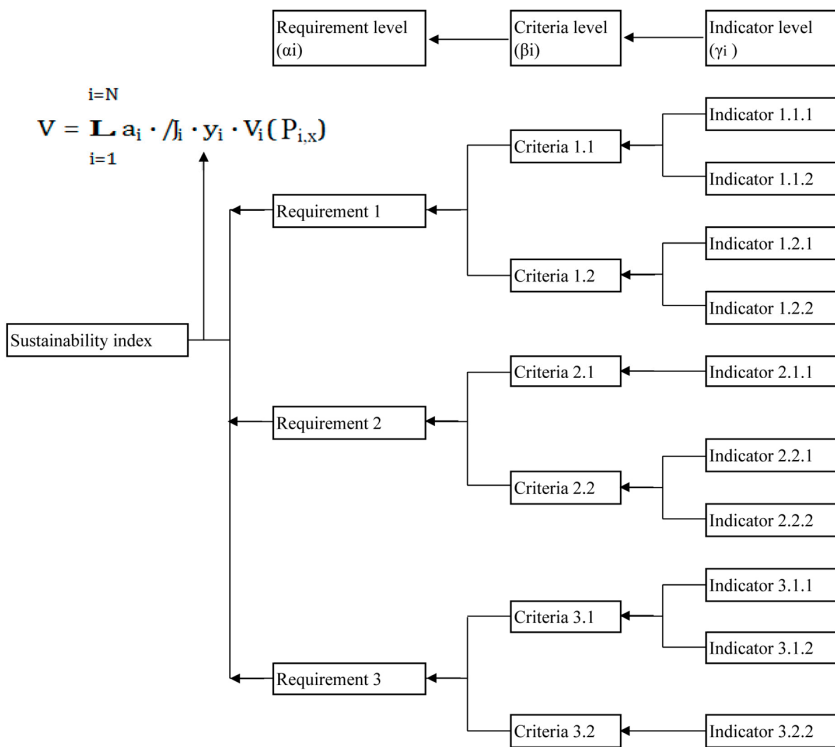 Requirement level
(αi)
Criteria level
(βi)
Indicator level
(γi )
i=N
V = L aᵢ · /Jᵢ · yᵢ · Vᵢ(Pᵢ,ₓ)
i=1
Indicator 1.1.1
Criteria 1.1
Indicator 1.1.2
Requirement 1
Indicator 1.2.1
Criteria 1.2
Indicator 1.2.2
Sustainability index
Criteria 2.1
Indicator 2.1.1
Requirement 2
Indicator 2.2.1
Criteria 2.2
Indicator 2.2.2
Indicator 3.1.1
Criteria 3.1
Indicator 3.1.2
Requirement 3
Criteria 3.2
Indicator 3.2.2